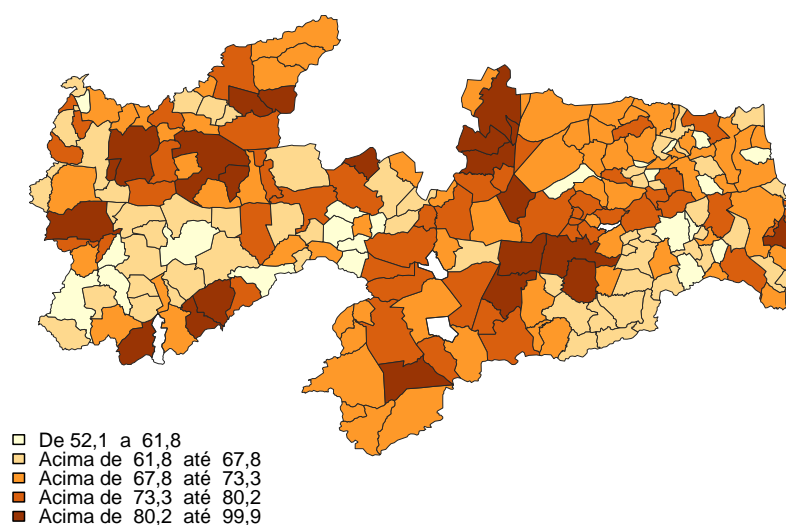 De 52,1 a 61,8
Acima de 61,8 até 67,8
Acima de 67,8 até 73,3
Acima de 73,3 até 80,2
Acima de 80,2 até 99,9